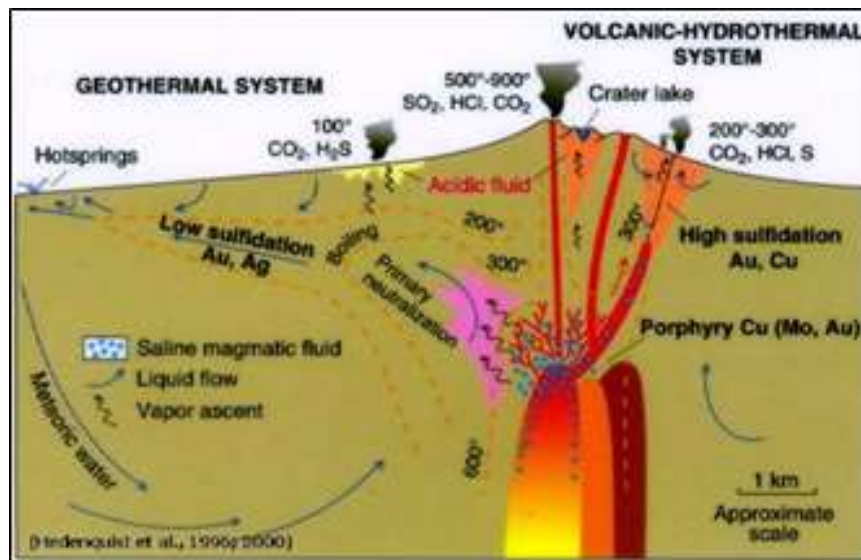 VOLCANIC-HYDROTHERMAL
SYSTEM
GEOTHERMAL SYSTEM
500°-900°
SO₂, HCl, CO₂
Crater lake
100°
CO₂, H₂S
200°-300°
CO₂, HCl, S
Hotsprings
Acidic fluid
Low sulfidation
Au, Ag
Boiling
200°
300°
300°
High sulfidation
Au, Cu
Primary
neutralization
Porphyry Cu (Mo, Au)
Saline magmatic fluid
Liquid flow
Vapor ascent
Meteoric water
600°
1 km
Approximate
scale
(Hedenquist et al., 1996, 2000)